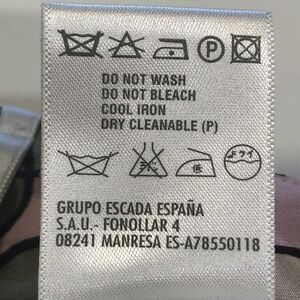 P
DO NOT WASH
DO NOT BLEACH
COOL IRON
DRY CLEANABLE (P)
GRUPO ESCADA ESPAÑA
S.A.U.- FONOLLAR 4
08241 MANRESA ES-A78550118